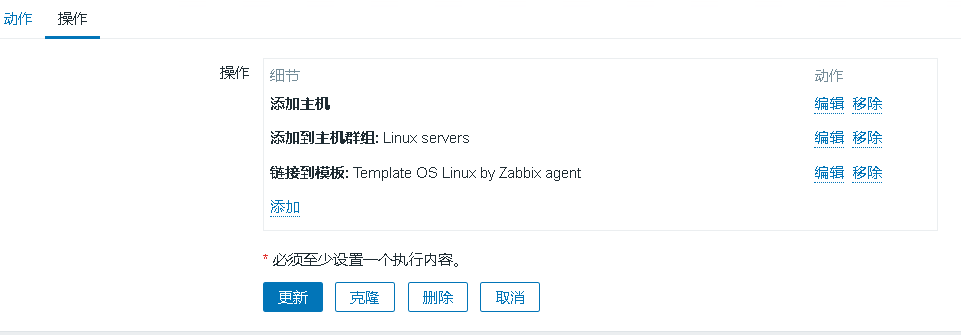 动作 操作
操作 细节 动作
添加主机 编辑 移除
添加到主机群组: Linux servers 编辑 移除
链接到模板: Template OS Linux by Zabbix agent 编辑 移除
添加
* 必须至少设置一个执行内容。
更新 克隆 删除 取消